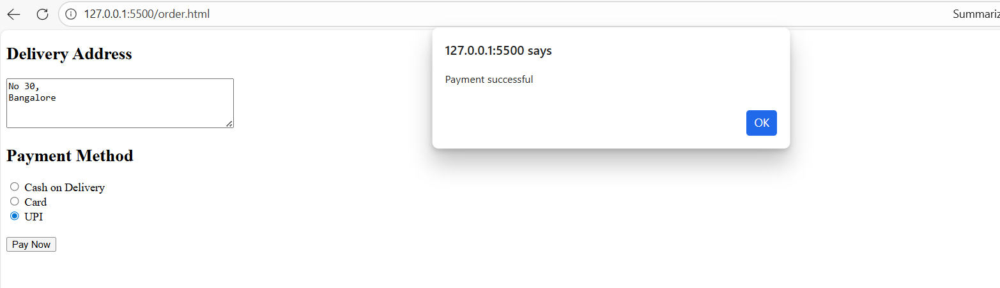 127.0.0.1:5500/order.html
Delivery Address
No 30,
Bangalore
Payment Method
Cash on Delivery
Card
UPI
Pay Now
127.0.0.1:5500 says
Payment successful
OK